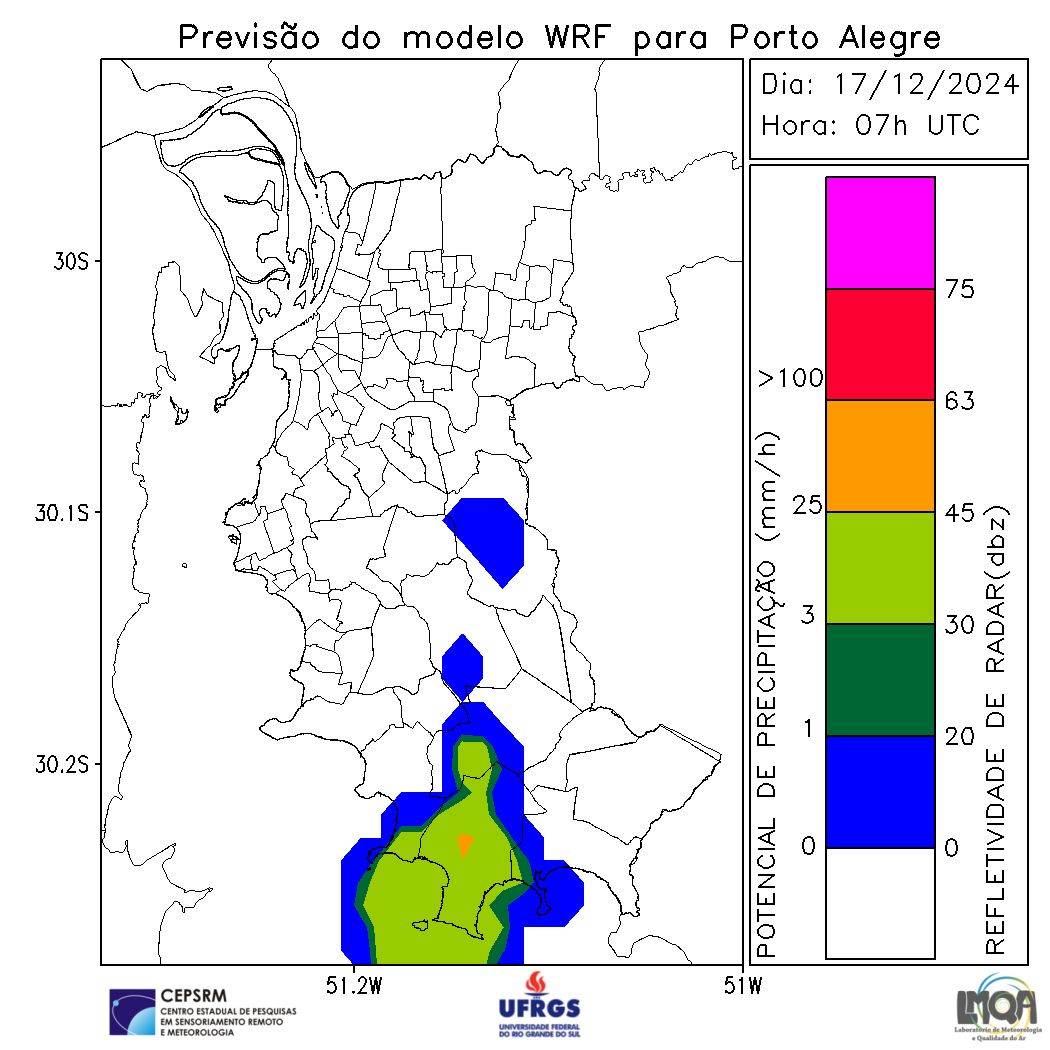 Previsão do modelo WRF para Porto Alegre
Dia: 17/12/2024
Hora: 07h UTC
30S
30.1S
30.2S
51.2W
51W
POTENCIAL DE PRECIPITAÇÃO (mm/h)
>100
25
3
1
0
75
63
45
30
20
0
REFLETIVIDADE DE RADAR(dbz)
CEPSRM
CENTRO ESTADUAL DE PESQUISAS
EM SENSORIAMENTO REMOTO
E METEOROLOGIA
UFRGS
UNIVERSIDADE FEDERAL
DO RIO GRANDE DO SUL
LMQA
Laboratório de Meteorologia
e Qualidade do Ar